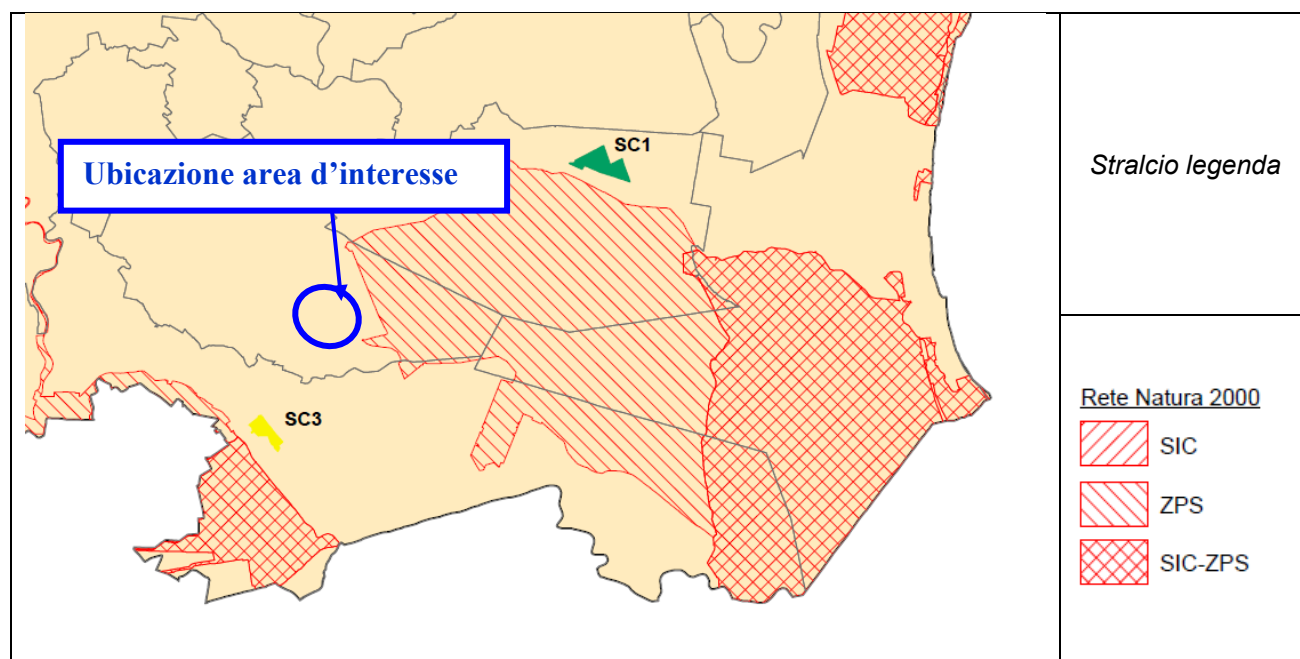 Ubicazione area d’interesse
SC1
SC3
Stralcio legenda
Rete Natura 2000
SIC
ZPS
SIC-ZPS